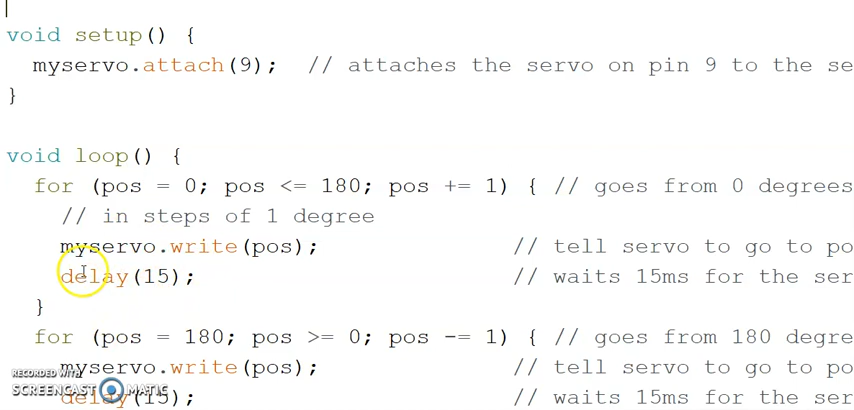 void setup() {
myservo.attach(9);  // attaches the servo on pin 9 to the se
}
void loop() {
for (pos = 0; pos <= 180; pos += 1) { // goes from 0 degrees
// in steps of 1 degree
myservo.write(pos);              // tell servo to go to po
delay(15);                       // waits 15ms for the ser
}
for (pos = 180; pos >= 0; pos -= 1) { // goes from 180 degre
myservo.write(pos);              // tell servo to go to po
delay(15);                       // waits 15ms for the ser
RECORDED WITH
SCREENCAST MATIC